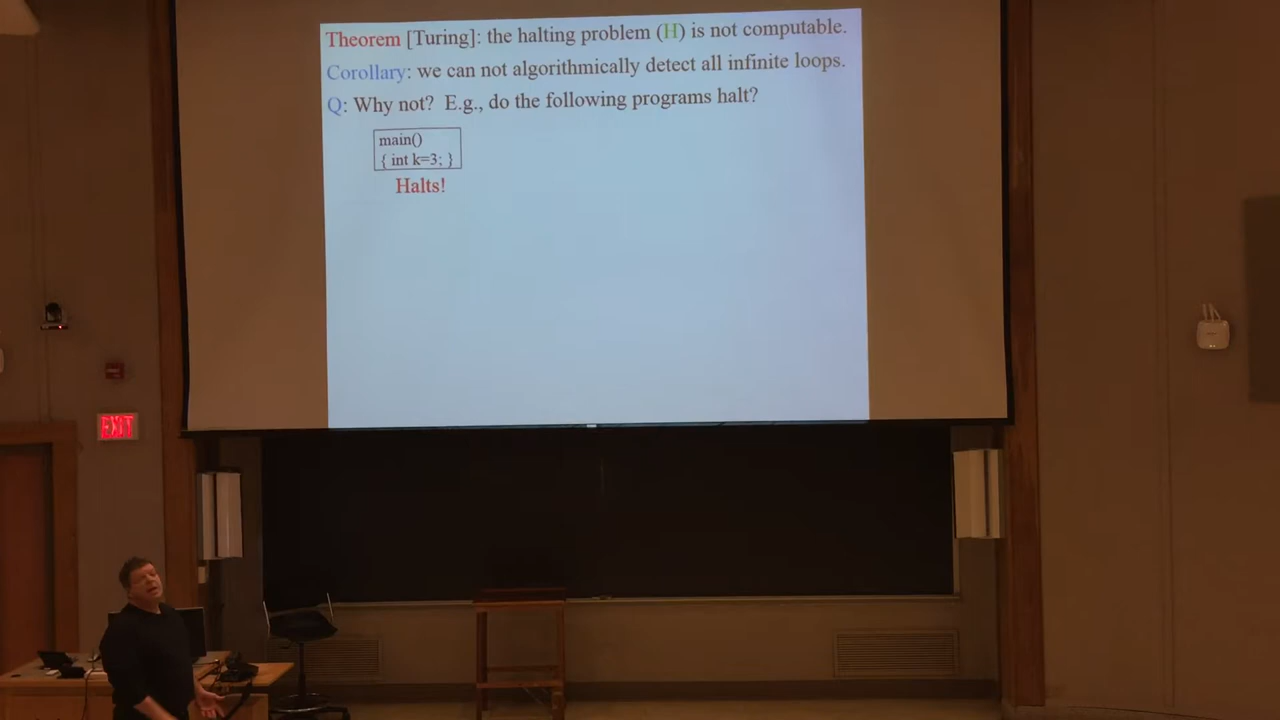 Theorem [Turing]: the halting problem (H) is not computable.
Corollary: we can not algorithmically detect all infinite loops.
Q: Why not? E.g., do the following programs halt?
main()
{ int k=3; }
Halts!
EXIT